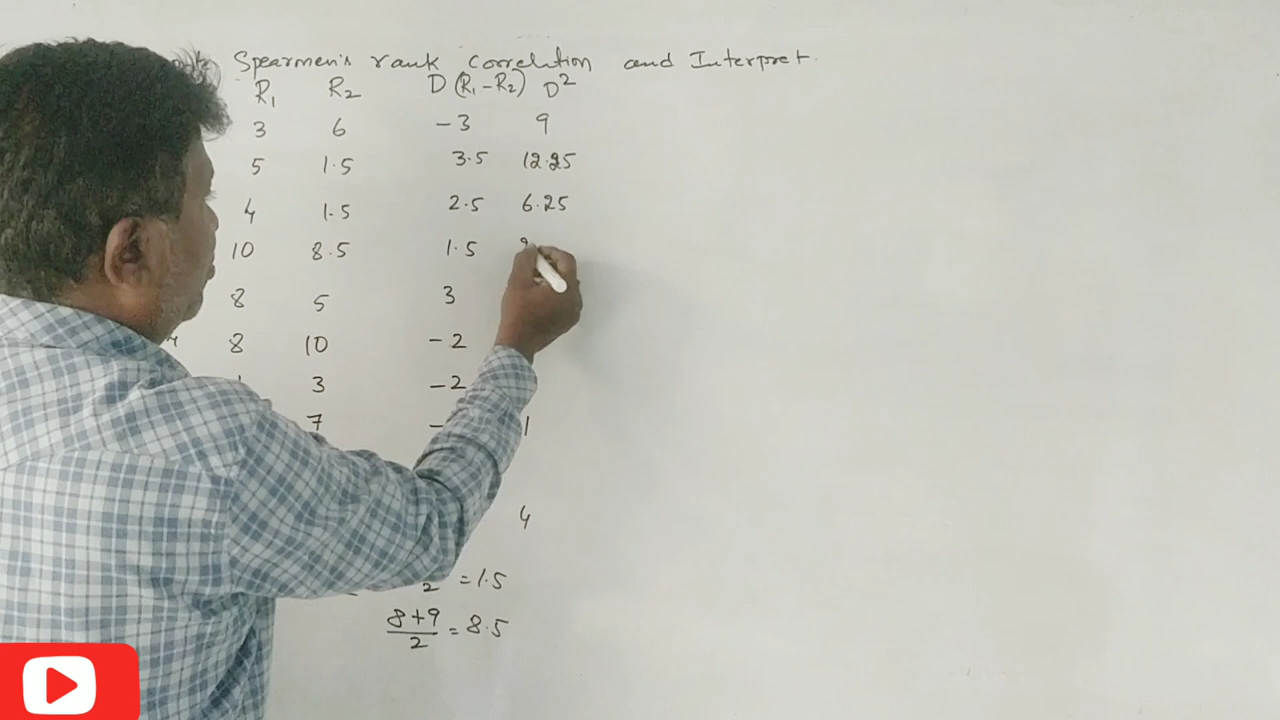 Spearmen's rank correlation and Interpret.
R₁ R₂ D (R₁ - R₂) D²
3 6 -3 9
5 1.5 3.5 12.25
4 1.5 2.5 6.25
10 8.5 1.5
8 5 3
8 10 -2
3 -2
7 - 1
4
2 = 1.5
8+9
2 = 8.5